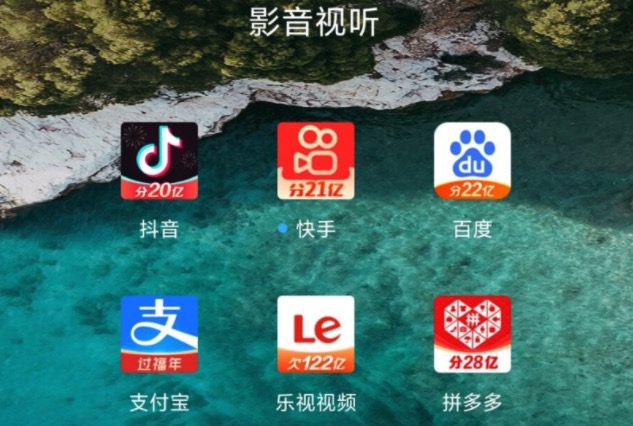 影音视听
分20亿
分21亿
du
分22亿
抖音
快手
百度
支
过福年
Le
欠122亿
拼
分28亿
支付宝
乐视视频
拼多多